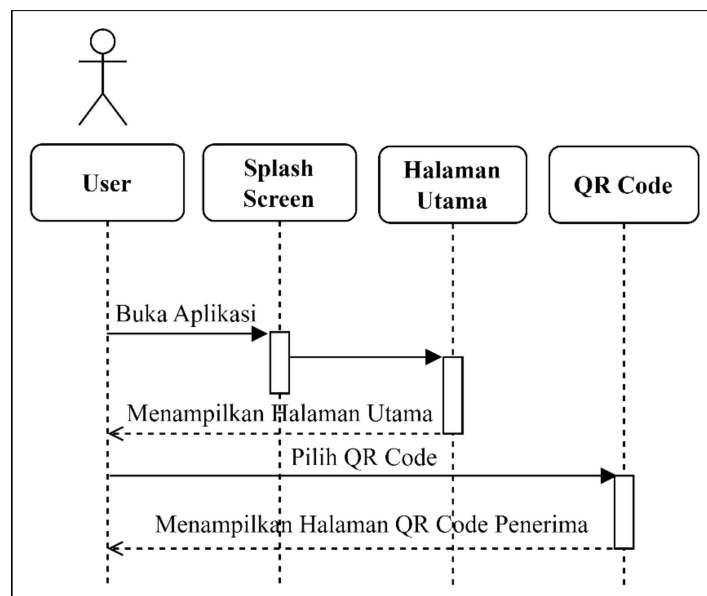 User
Splash
Screen
Halaman
Utama
QR Code
Buka Aplikasi
Menampilkan Halaman Utama
Pilih QR Code
Menampilkan Halaman QR Code Penerima